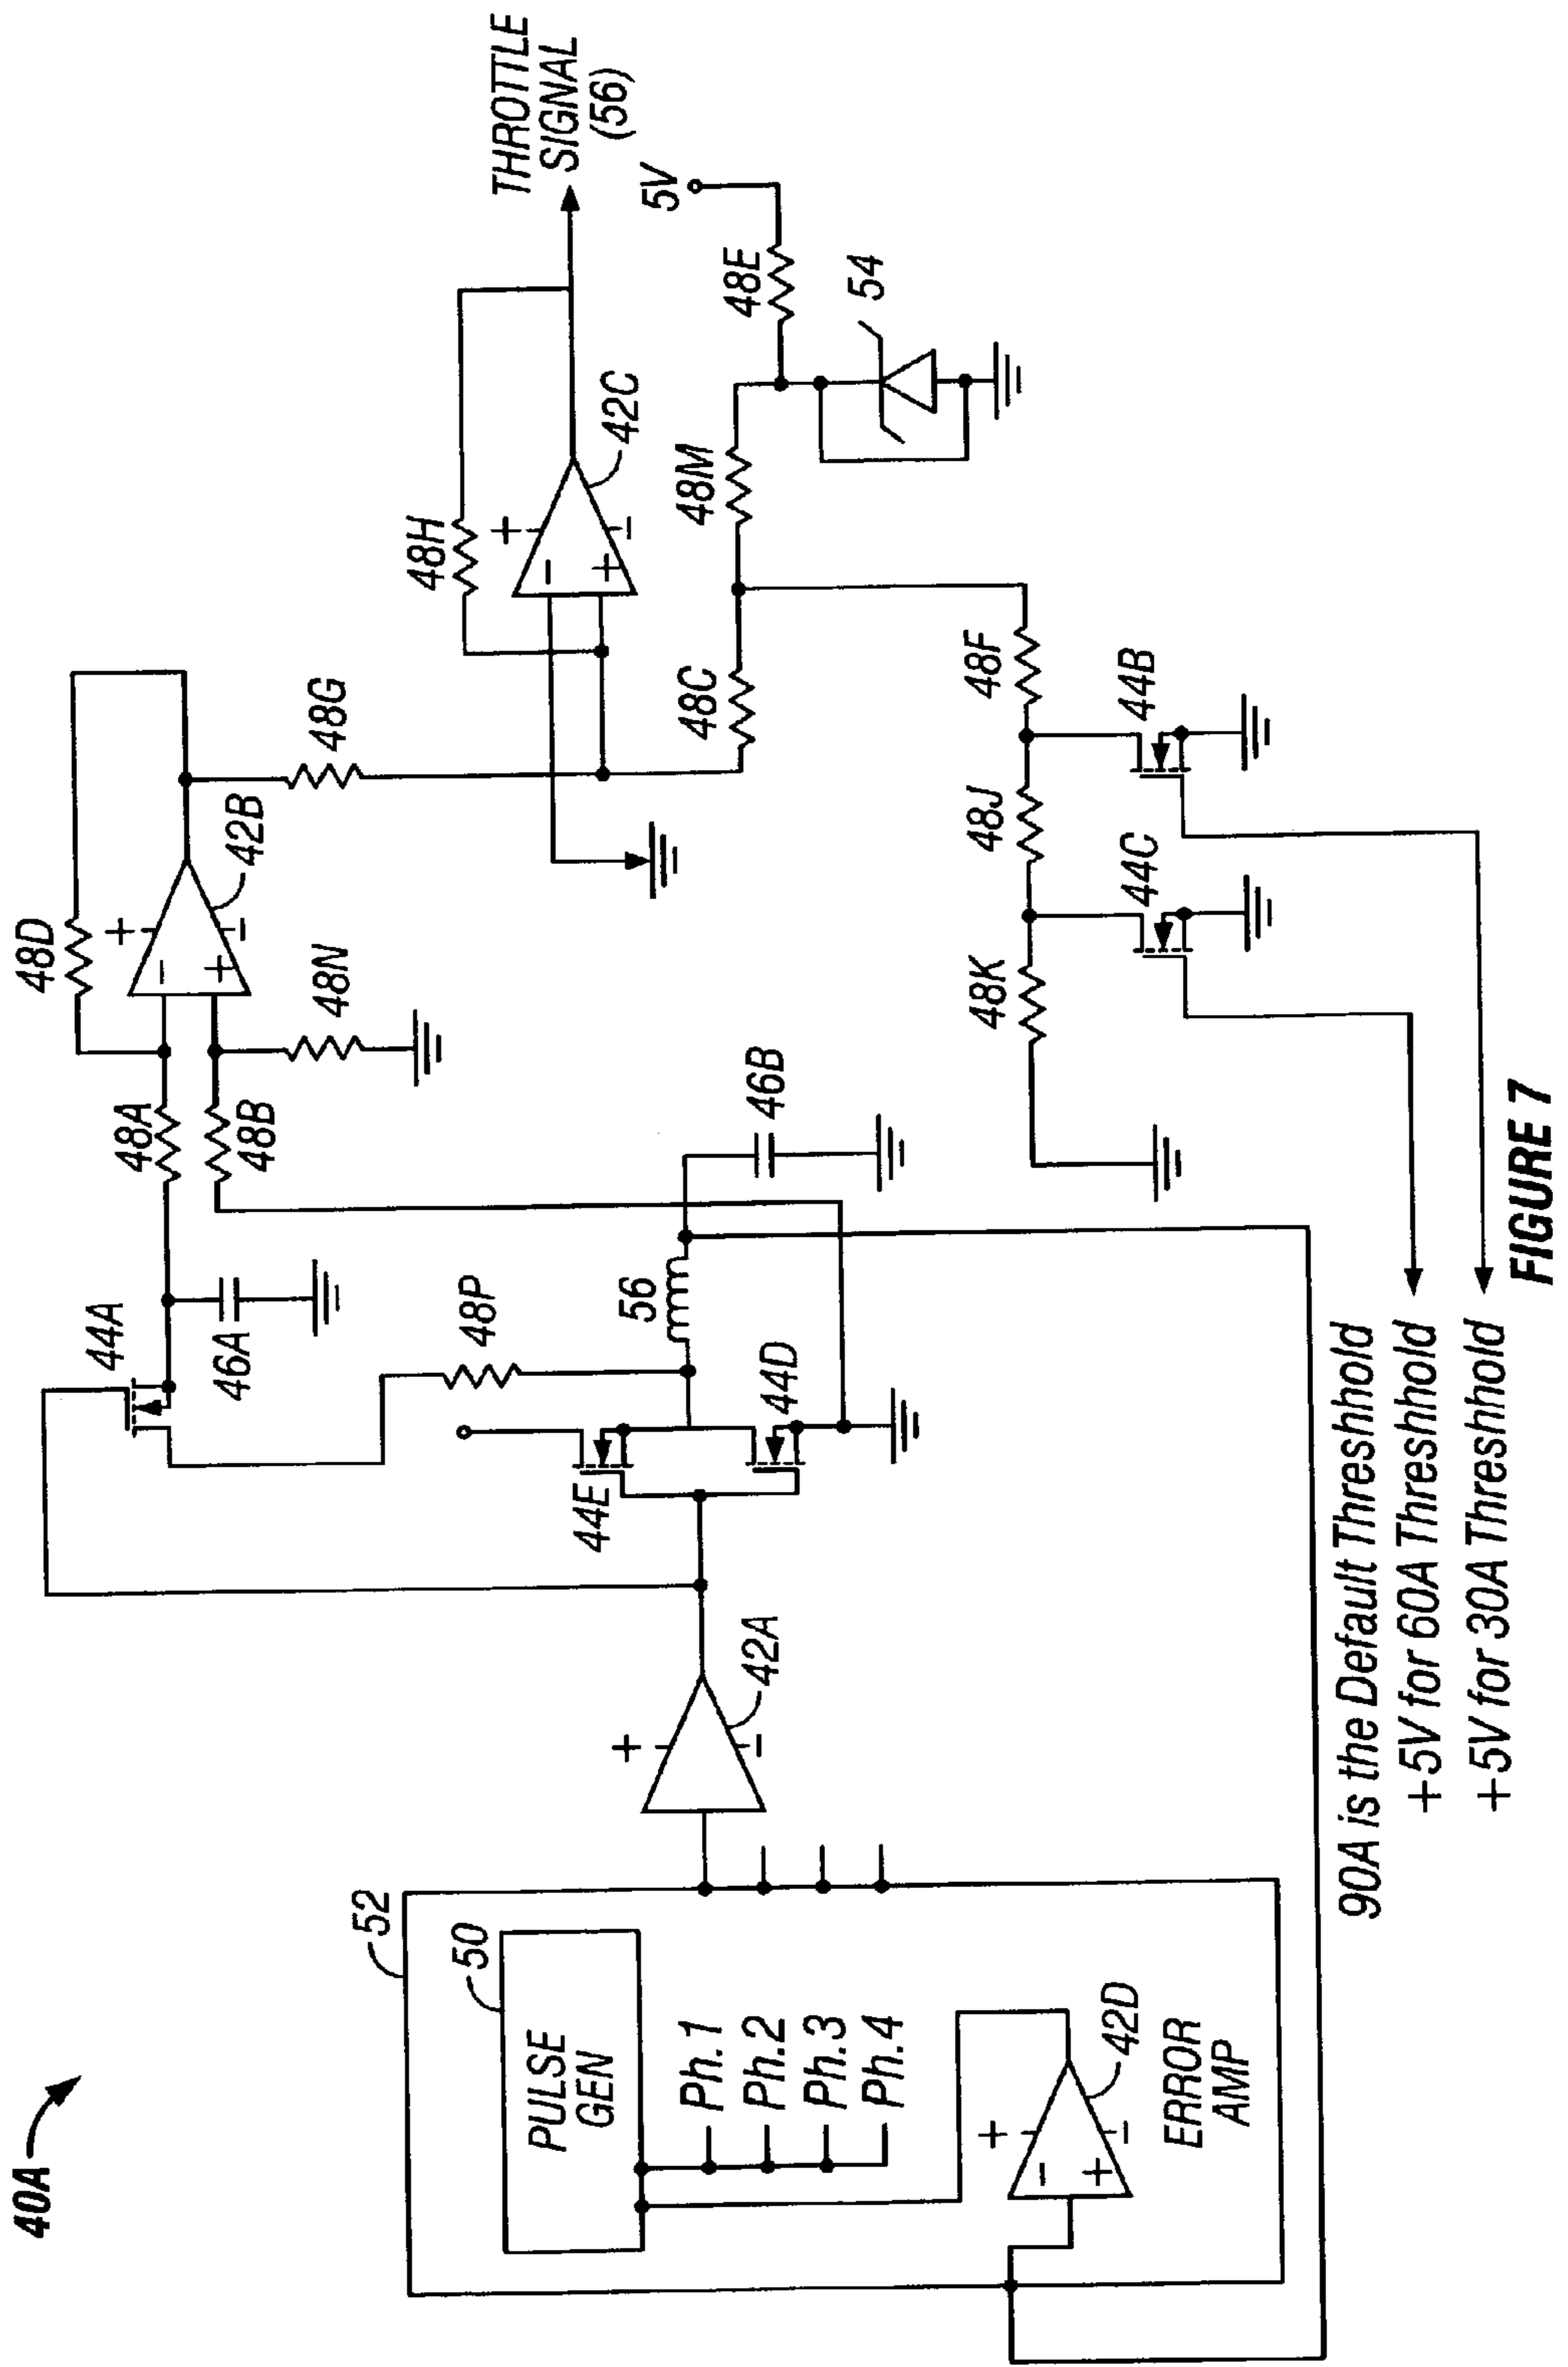 40A
52
50
PULSE
GEN
Ph.1
Ph.2
Ph.3
Ph.4
42D
ERROR
AMP
+
−
−
+
42A
+
−
44A
46A
48P
44E
44D
56
46B
48A
48B
48D
48N
42B
+
−
−
+
48G
48H
42C
+
−
−
+
THROTTLE
SIGNAL
(56)
5V
48E
54
48M
48C
48F
48J
48K
44B
44C
90A is the Default Threshhold
+5V for 60A Threshhold
+5V for 30A Threshhold
FIGURE 7